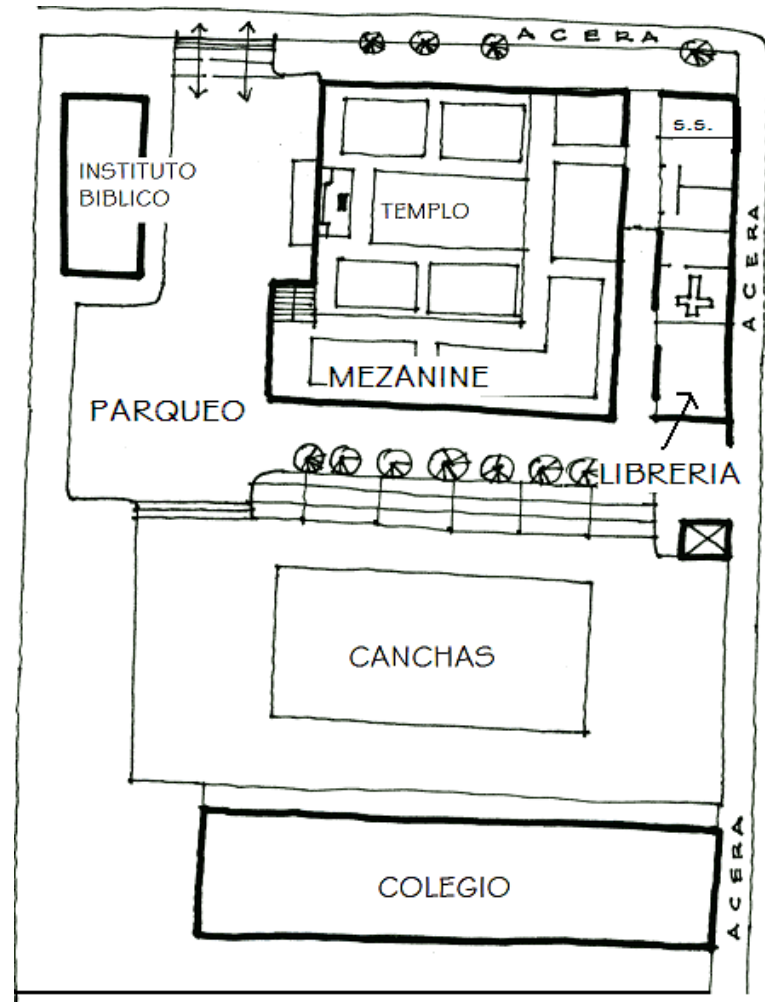 ACERA
S.S.
INSTITUTO
BIBLICO
TEMPLO
ACERA
MEZANINE
PARQUEO
LIBRERIA
CANCHAS
COLEGIO
ACERA